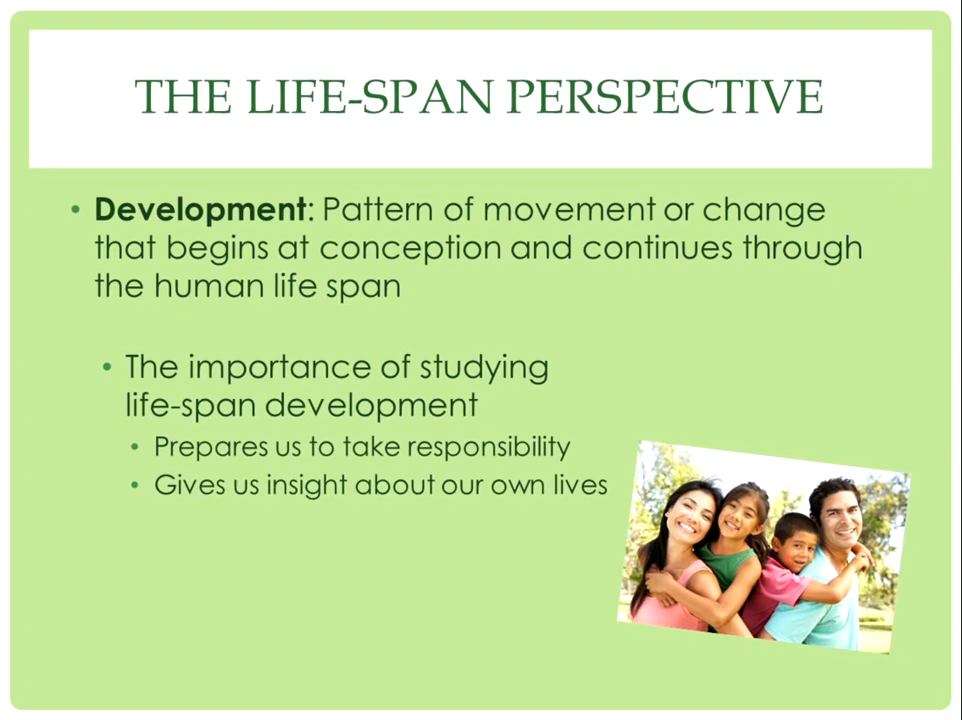 THE LIFE-SPAN PERSPECTIVE
• Development: Pattern of movement or change
that begins at conception and continues through
the human life span
• The importance of studying
life-span development
• Prepares us to take responsibility
• Gives us insight about our own lives